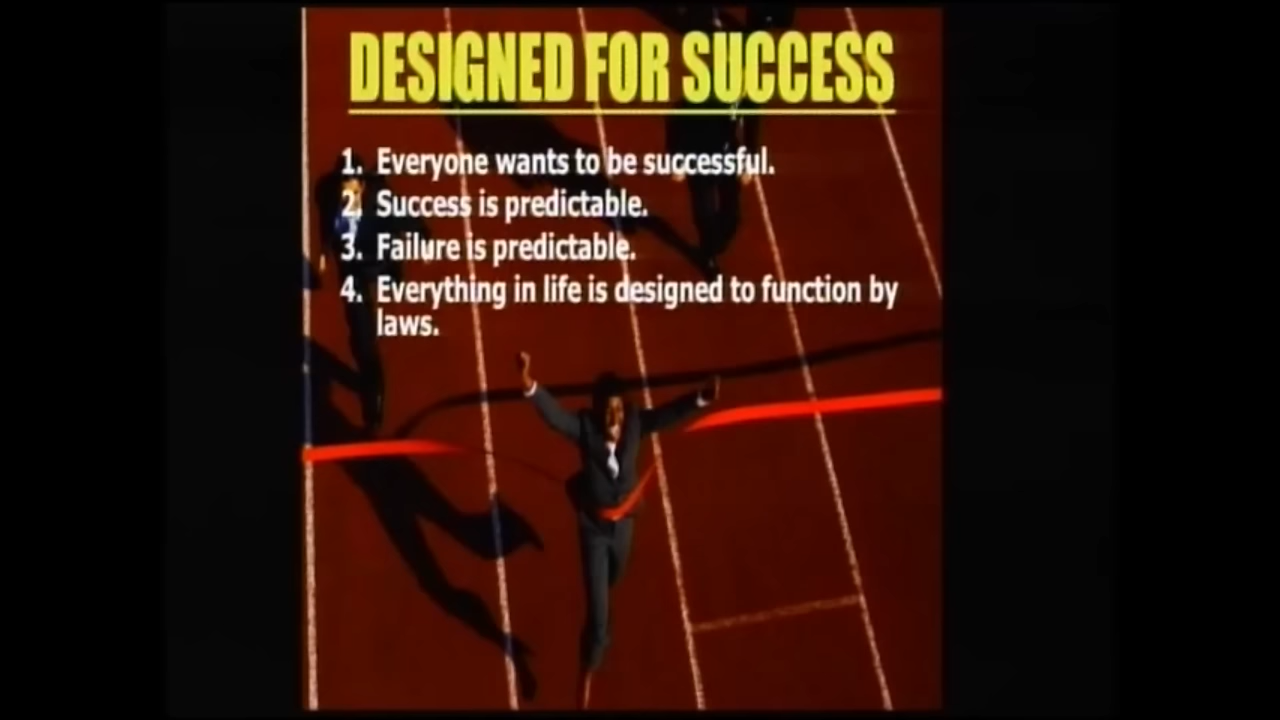 DESIGNED FOR SUCCESS
1. Everyone wants to be successful.
2. Success is predictable.
3. Failure is predictable.
4. Everything in life is designed to function by
laws.